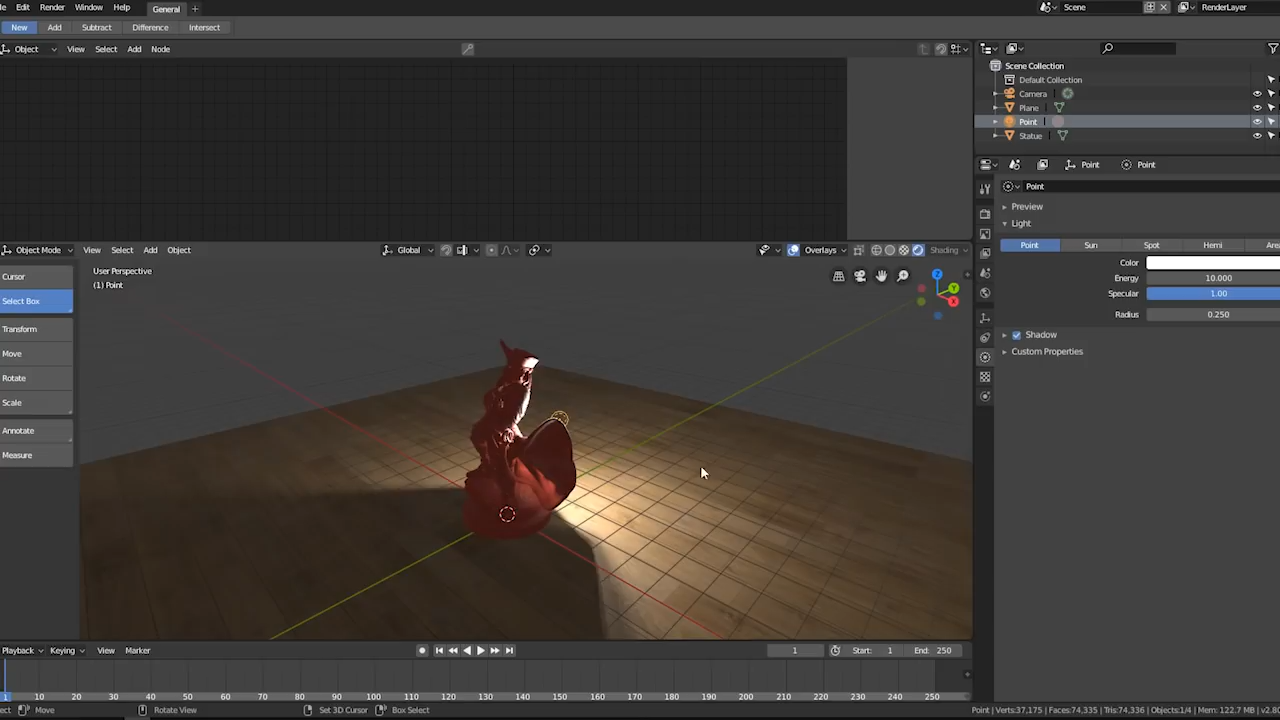 Edit Render Window Help General + Scene RenderLayer
New Add Subtract Difference Intersect
Object View Select Add Node
Scene Collection
Default Collection
Camera
Plane
Point
Statue
Point Point
Point
Preview
Light
Point Sun Spot Hemi Area
Color
Energy 10.000
Specular 1.00
Radius 0.250
Shadow
Custom Properties
Object Mode View Select Add Object Global Overlays Shading
Cursor
Select Box
Transform
Move
Rotate
Scale
Annotate
Measure
User Perspective
(1) Point
Z
Y
X
Playback Keying View Marker 1 Start: 1 End: 250
1 10 20 30 40 50 60 70 80 90 100 110 120 130 140 150 160 170 180 190 200 210 220 230 240 250
ect Move Rotate View Set 3D Cursor Box Select Point | Verts:37,175 | Faces:74,335 | Tris:74,336 | Objects:1/4 | Mem: 122.7 MB | v2.80